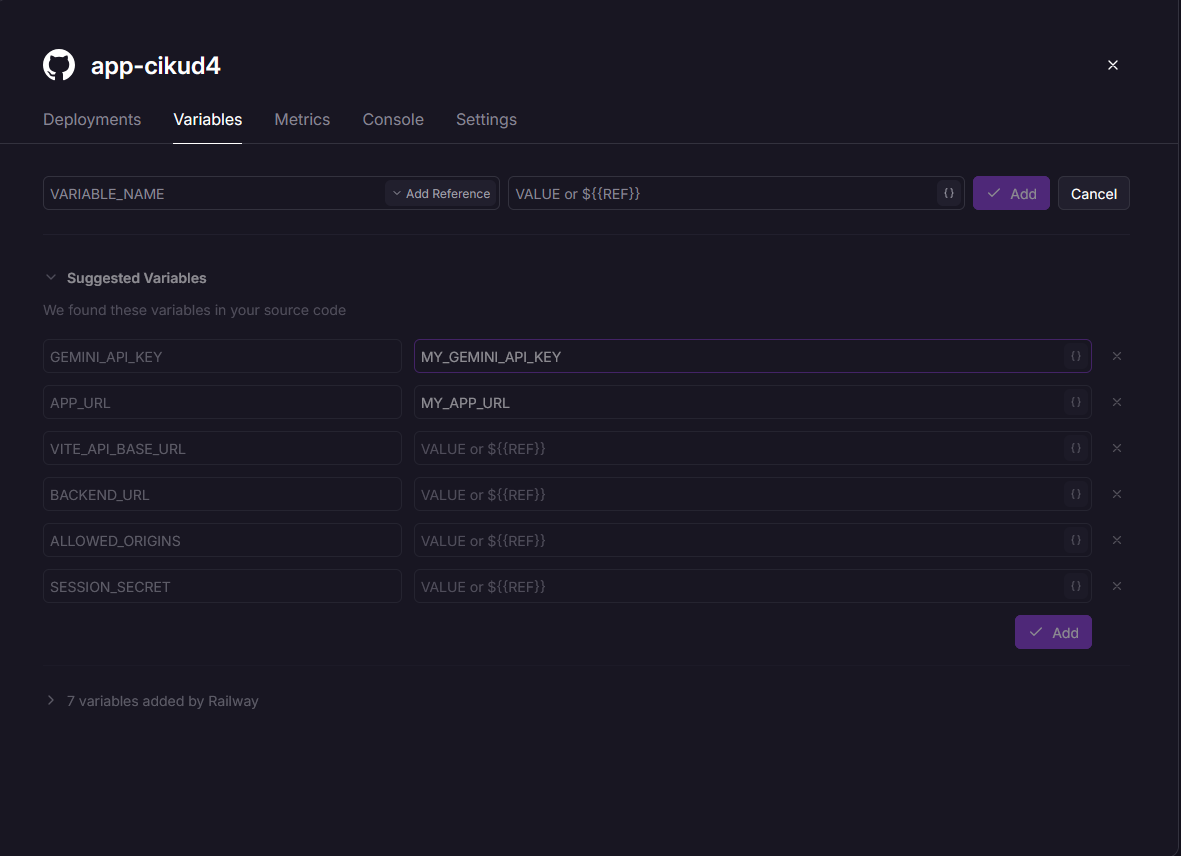 app-cikud4
Deployments Variables Metrics Console Settings
VARIABLE_NAME Add Reference VALUE or ${{REF}} {} Add Cancel
Suggested Variables
We found these variables in your source code
GEMINI_API_KEY MY_GEMINI_API_KEY {}
APP_URL MY_APP_URL {}
VITE_API_BASE_URL VALUE or ${{REF}} {}
BACKEND_URL VALUE or ${{REF}} {}
ALLOWED_ORIGINS VALUE or ${{REF}} {}
SESSION_SECRET VALUE or ${{REF}} {}
Add
7 variables added by Railway